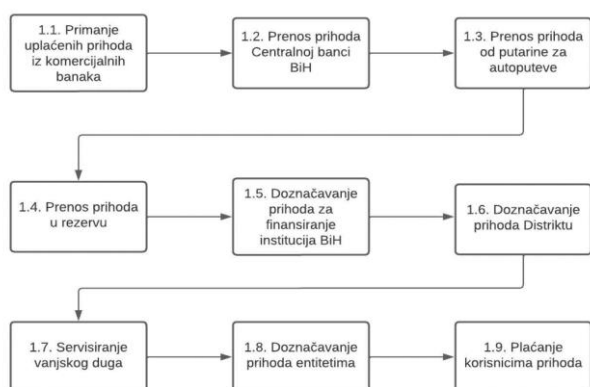 1.1. Primanje
uplaćenih prihoda
iz komercijalnih
banaka
1.2. Prenos prihoda
Centralnoj banci
BiH
1.3. Prenos prihoda
od putarine za
autoputeve
1.4. Prenos prihoda
u rezervu
1.5. Doznačavanje
prihoda za
finansiranje
institucija BiH
1.6. Doznačavanje
prihoda Distriktu
1.7. Servisiranje
vanjskog duga
1.8. Doznačavanje
prihoda entitetima
1.9. Plaćanje
korisnicima prihoda